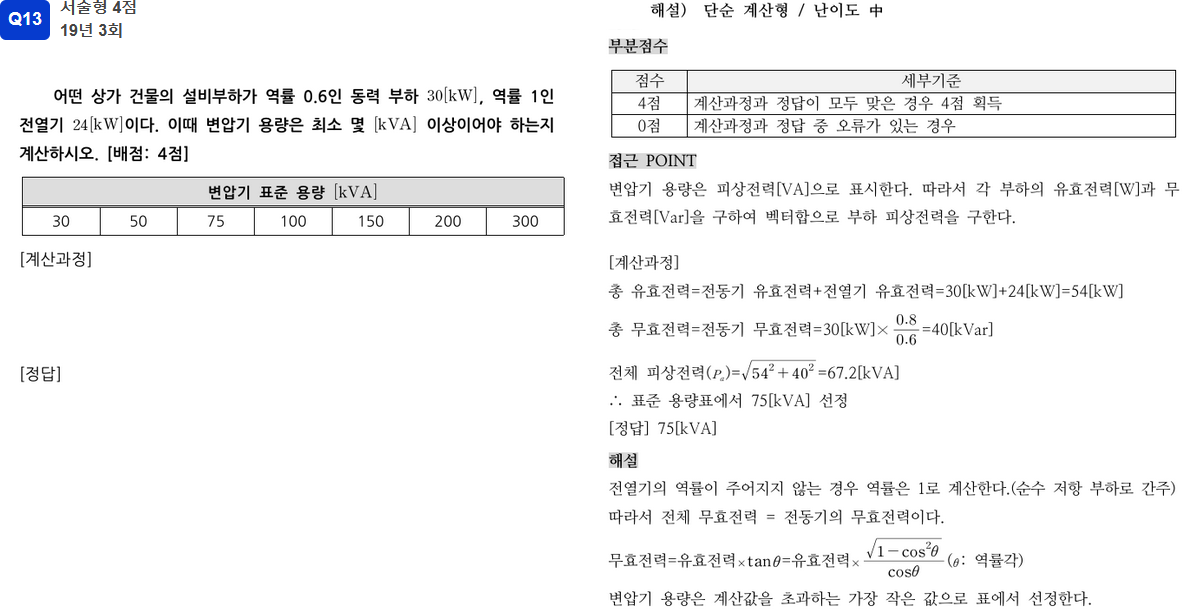 Q13
서술형 4점
19년 3회
어떤 상가 건물의 설비부하가 역률 0.6인 동력 부하 30[kW], 역률 1인
전열기 24[kW]이다. 이때 변압기 용량은 최소 몇 [kVA] 이상이어야 하는지
계산하시오. [배점: 4점]
변압기 표준 용량 [kVA]
30 50 75 100 150 200 300
[계산과정]
[정답]
해설) 단순 계산형 / 난이도 中
부분점수
점수 세부기준
4점 계산과정과 정답이 모두 맞은 경우 4점 획득
0점 계산과정과 정답 중 오류가 있는 경우
접근 POINT
변압기 용량은 피상전력[VA]으로 표시한다. 따라서 각 부하의 유효전력[W]과 무
효전력[Var]을 구하여 벡터합으로 부하 피상전력을 구한다.
[계산과정]
총 유효전력=전동기 유효전력+전열기 유효전력=30[kW]+24[kW]=54[kW]
총 무효전력=전동기 무효전력=30[kW]×0.8/0.6=40[kVar]
전체 피상전력(Pₐ)=√(54²+40²)=67.2[kVA]
∴ 표준 용량표에서 75[kVA] 선정
[정답] 75[kVA]
해설
전열기의 역률이 주어지지 않는 경우 역률은 1로 계산한다.(순수 저항 부하로 간주)
따라서 전체 무효전력 = 전동기의 무효전력이다.
무효전력=유효전력×tanθ=유효전력×√(1-cos²θ)/cosθ (θ: 역률각)
변압기 용량은 계산값을 초과하는 가장 작은 값으로 표에서 선정한다.